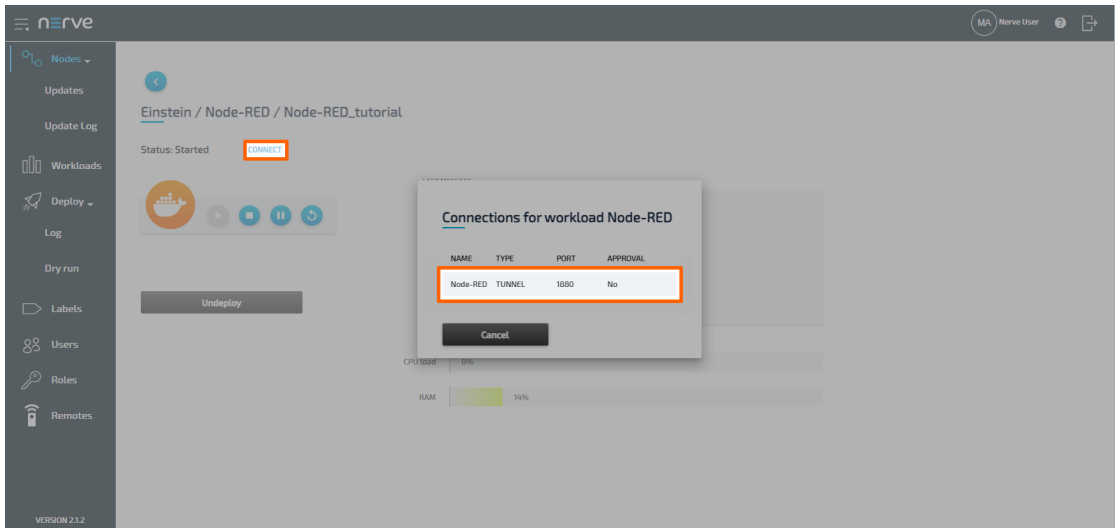 nerve
MA Nerve User
Nodes
Updates
Update Log
Workloads
Deploy
Log
Dry run
Labels
Users
Roles
Remotes
VERSION 2.1.2
Einstein / Node-RED / Node-RED_tutorial
Status: Started CONNECT
Undeploy
Connections for workload Node-RED
NAME TYPE PORT APPROVAL
Node-RED TUNNEL 1880 No
Cancel
CPU load 0%
RAM 14%